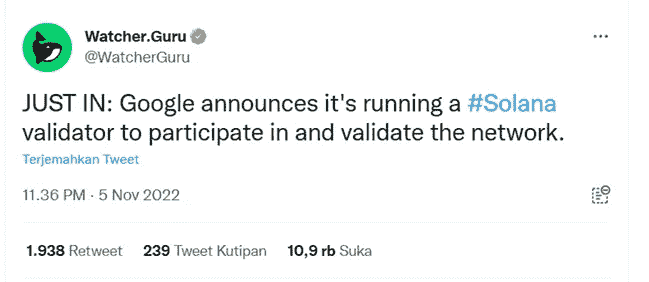 Watcher.Guru
@WatcherGuru
JUST IN: Google announces it's running a #Solana
validator to participate in and validate the network.
Terjemahkan Tweet
11.36 PM · 5 Nov 2022
1.938 Retweet 239 Tweet Kutipan 10,9 rb Suka